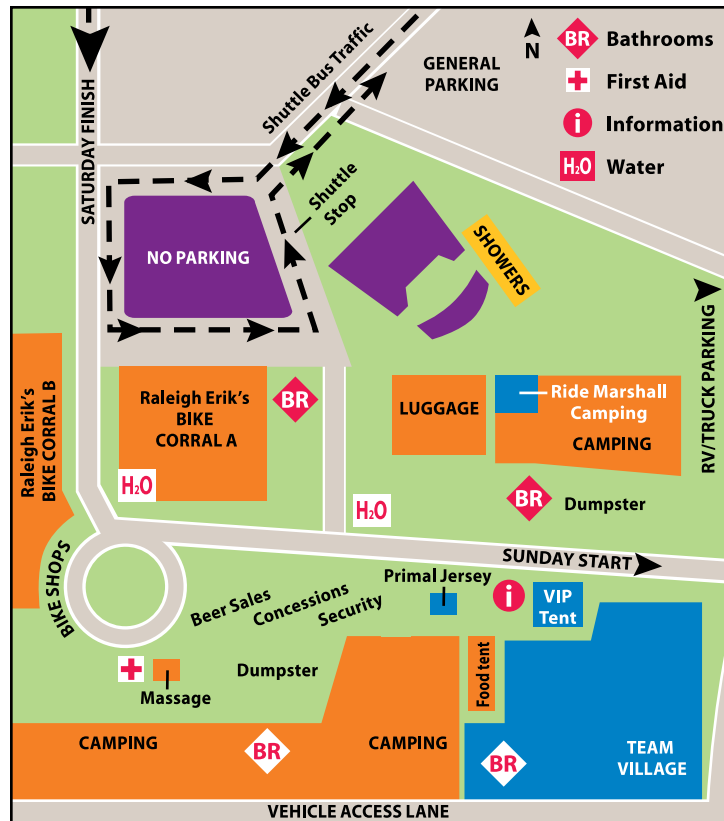 SATURDAY FINISH
Shuttle Bus Traffic
GENERAL
PARKING
N
BR Bathrooms
First Aid
i Information
H2O Water
Shuttle
Stop
NO PARKING
SHOWERS
RV/TRUCK PARKING
Raleigh Erik's
BIKE CORRAL B
Raleigh Erik's
BIKE
CORRAL A
BR
LUGGAGE
Ride Marshall
Camping
CAMPING
H2O
H2O
BR
Dumpster
SUNDAY START
BIKE SHOPS
Beer Sales
Concessions
Security
Primal Jersey
i
VIP
Tent
Massage
Dumpster
Food tent
CAMPING
BR
CAMPING
BR
TEAM
VILLAGE
VEHICLE ACCESS LANE